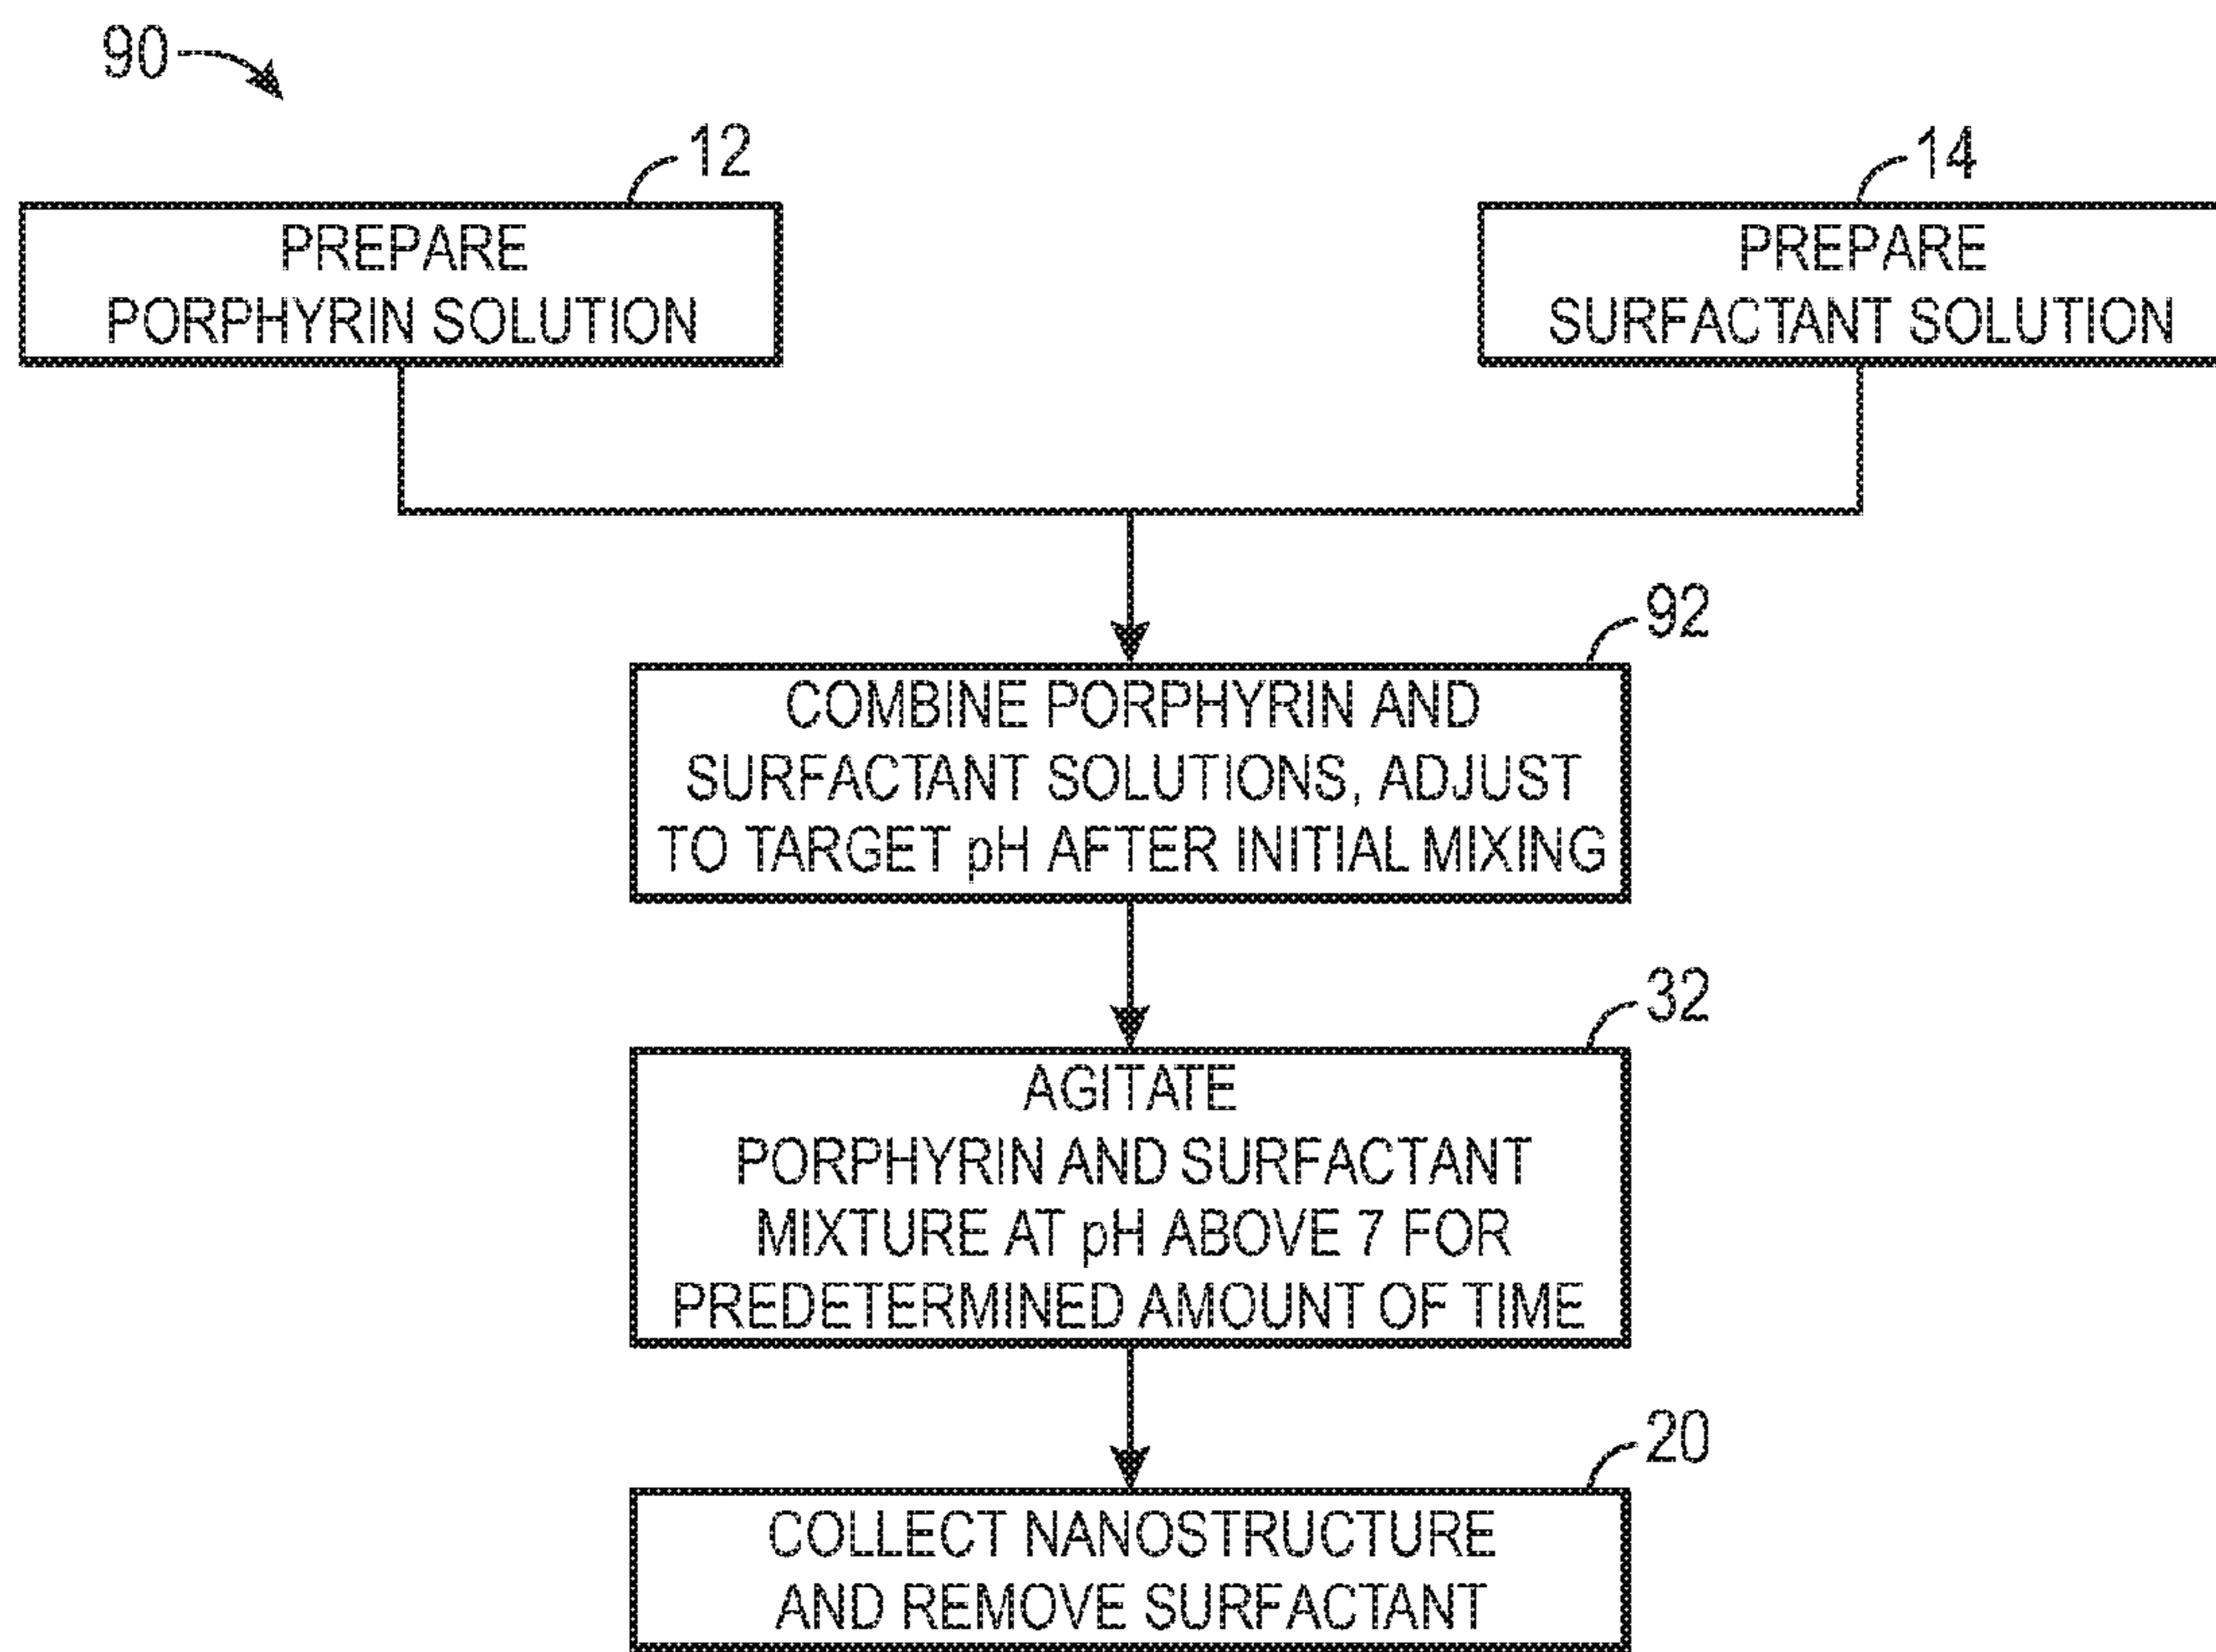 90
12
14
PREPARE
PORPHYRIN SOLUTION
PREPARE
SURFACTANT SOLUTION
92
COMBINE PORPHYRIN AND
SURFACTANT SOLUTIONS, ADJUST
TO TARGET pH AFTER INITIAL MIXING
32
AGITATE
PORPHYRIN AND SURFACTANT
MIXTURE AT pH ABOVE 7 FOR
PREDETERMINED AMOUNT OF TIME
20
COLLECT NANOSTRUCTURE
AND REMOVE SURFACTANT